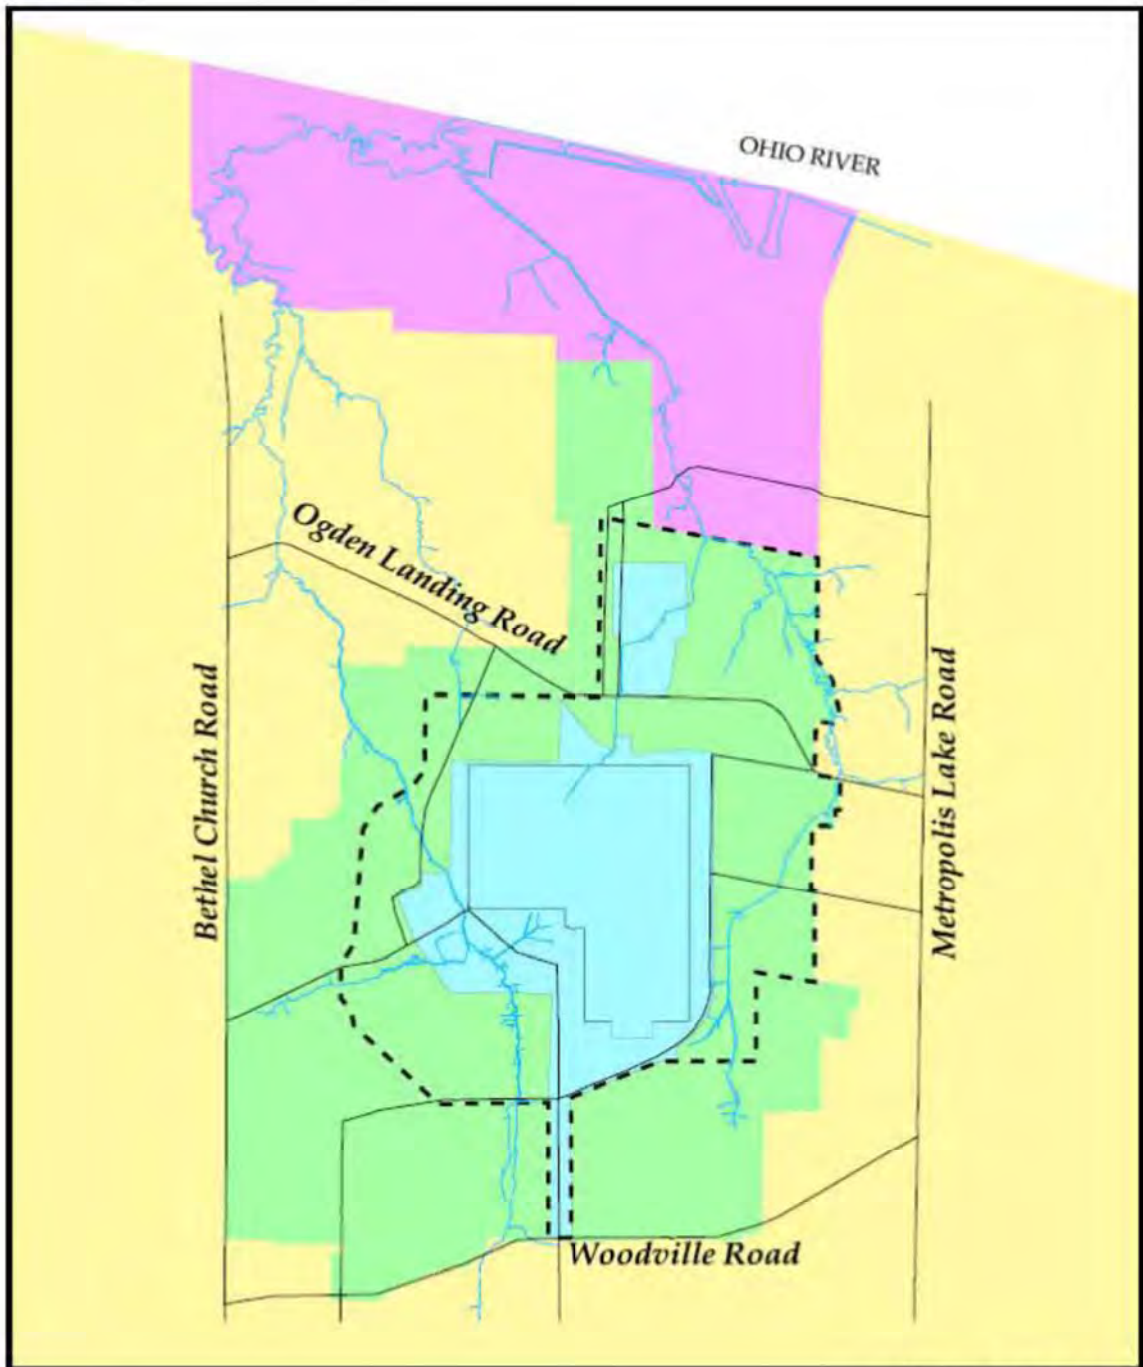 OHIO RIVER
Ogden Landing Road
Bethel Church Road
Metropolis Lake Road
Woodville Road